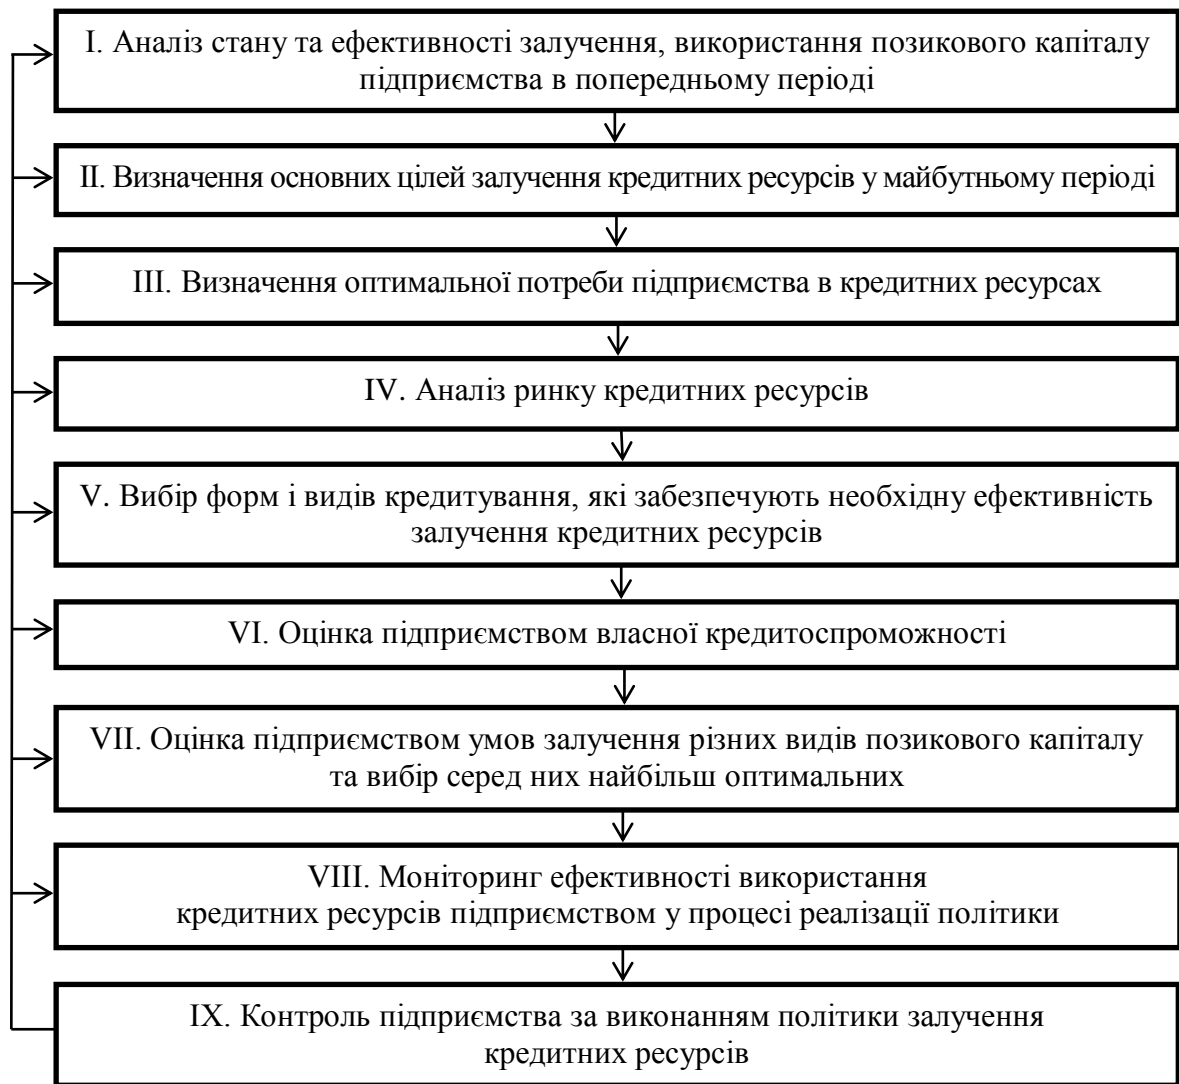 I. Аналіз стану та ефективності залучення, використання позикового капіталу
підприємства в попередньому періоді
II. Визначення основних цілей залучення кредитних ресурсів у майбутньому періоді
III. Визначення оптимальної потреби підприємства в кредитних ресурсах
IV. Аналіз ринку кредитних ресурсів
V. Вибір форм і видів кредитування, які забезпечують необхідну ефективність
залучення кредитних ресурсів
VI. Оцінка підприємством власної кредитоспроможності
VII. Оцінка підприємством умов залучення різних видів позикового капіталу
та вибір серед них найбільш оптимальних
VIII. Моніторинг ефективності використання
кредитних ресурсів підприємством у процесі реалізації політики
IX. Контроль підприємства за виконанням політики залучення
кредитних ресурсів